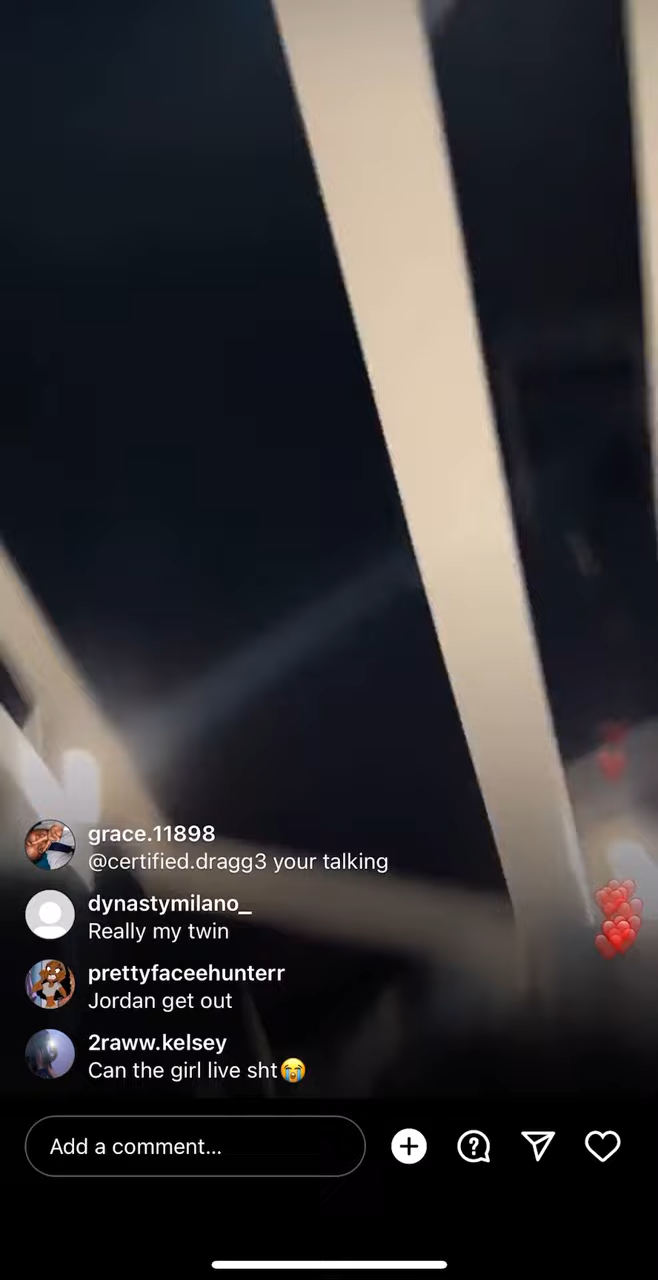 grace.11898
@certified.dragg3 your talking
dynastymilano_
Really my twin
prettyfaceehunterr
Jordan get out
2raww.kelsey
Can the girl live sht😭
Add a comment...